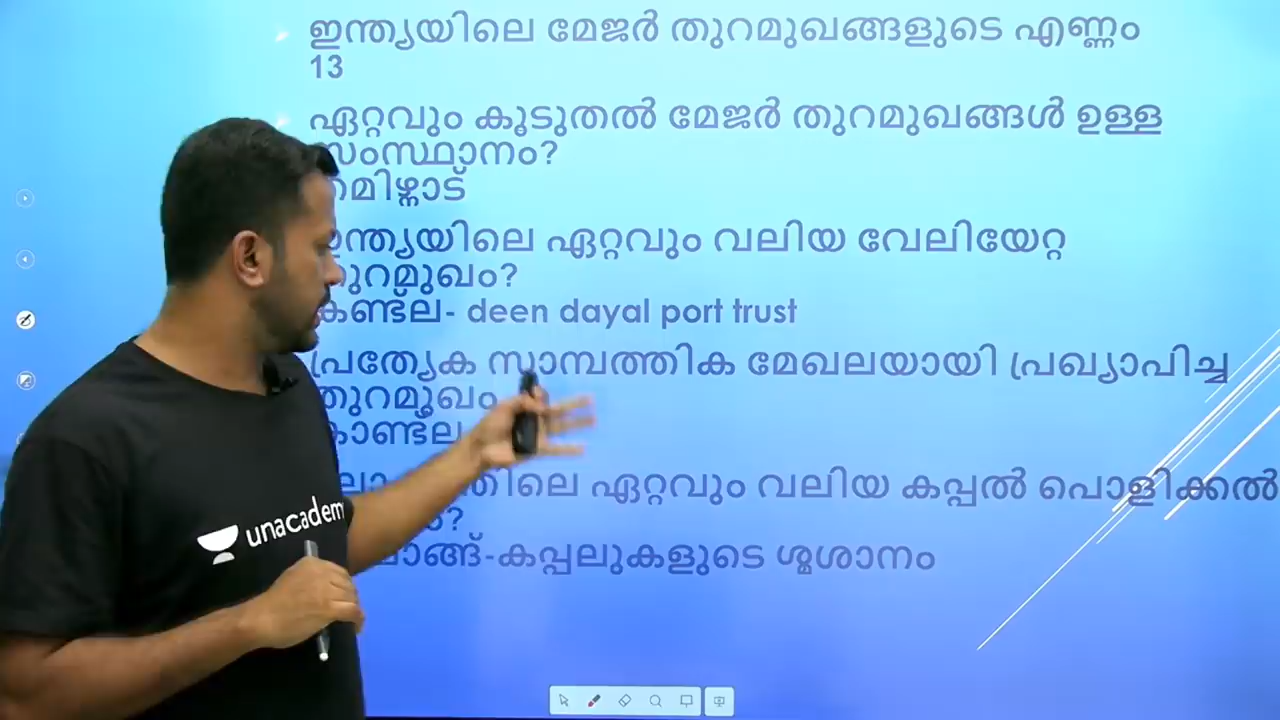 ഇന്ത്യയിലെ മേജർ തുറമുഖങ്ങളുടെ എണ്ണം
13
ഏറ്റവും കൂടുതൽ മേജർ തുറമുഖങ്ങൾ ഉള്ള
സംസ്ഥാനം?
തമിഴ്നാട്
ഇന്ത്യയിലെ ഏറ്റവും വലിയ വേലിയേറ്റ
തുറമുഖം?
കണ്ട്ല- deen dayal port trust
പ്രത്യേക സാമ്പത്തിക മേഖലയായി പ്രഖ്യാപിച്ച
തുറമുഖം
കാണ്ട്ല
ഏറ്റവും വലിയ കപ്പൽ പൊളിക്കൽ
കപ്പലുകളുടെ ശ്മശാനം
unacademy